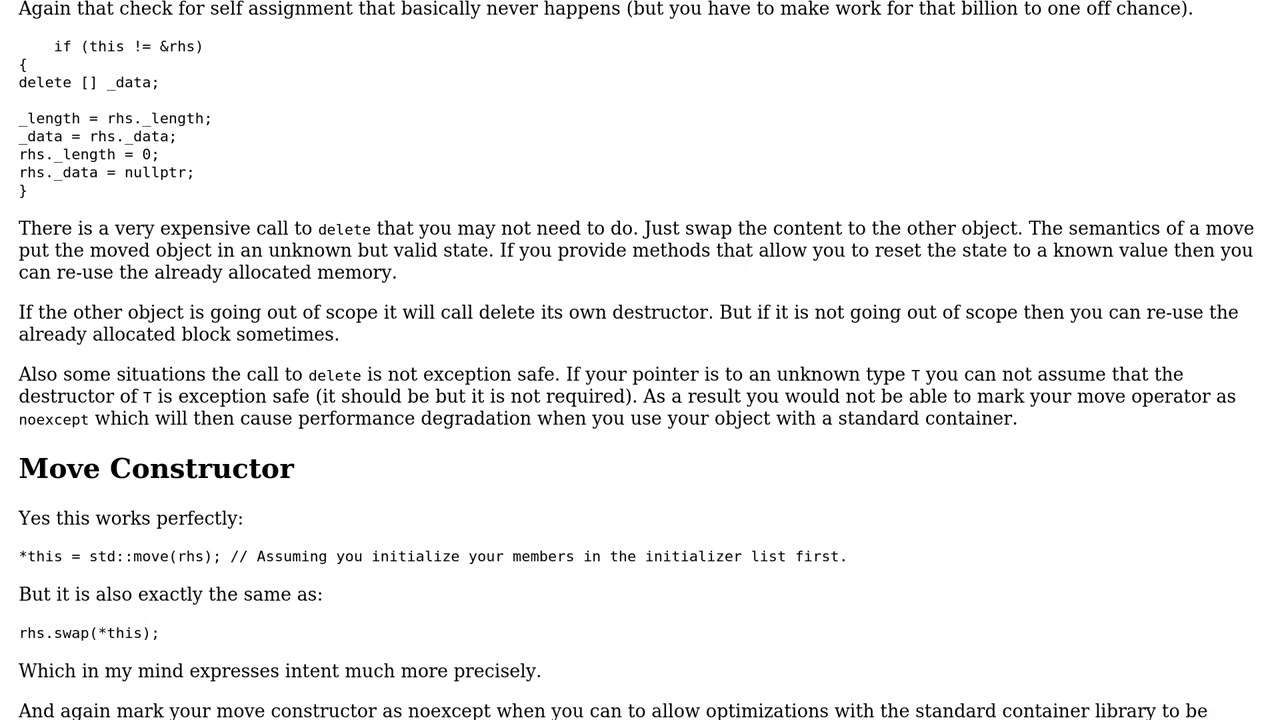 Again that check for self assignment that basically never happens (but you have to make work for that billion to one off chance).
if (this != &rhs)
{
delete [] _data;
_length = rhs._length;
_data = rhs._data;
rhs._length = 0;
rhs._data = nullptr;
}
There is a very expensive call to delete that you may not need to do. Just swap the content to the other object. The semantics of a move
put the moved object in an unknown but valid state. If you provide methods that allow you to reset the state to a known value then you
can re-use the already allocated memory.
If the other object is going out of scope it will call delete its own destructor. But if it is not going out of scope then you can re-use the
already allocated block sometimes.
Also some situations the call to delete is not exception safe. If your pointer is to an unknown type T you can not assume that the
destructor of T is exception safe (it should be but it is not required). As a result you would not be able to mark your move operator as
noexcept which will then cause performance degradation when you use your object with a standard container.
Move Constructor
Yes this works perfectly:
*this = std::move(rhs); // Assuming you initialize your members in the initializer list first.
But it is also exactly the same as:
rhs.swap(*this);
Which in my mind expresses intent much more precisely.
And again mark your move constructor as noexcept when you can to allow optimizations with the standard container library to be